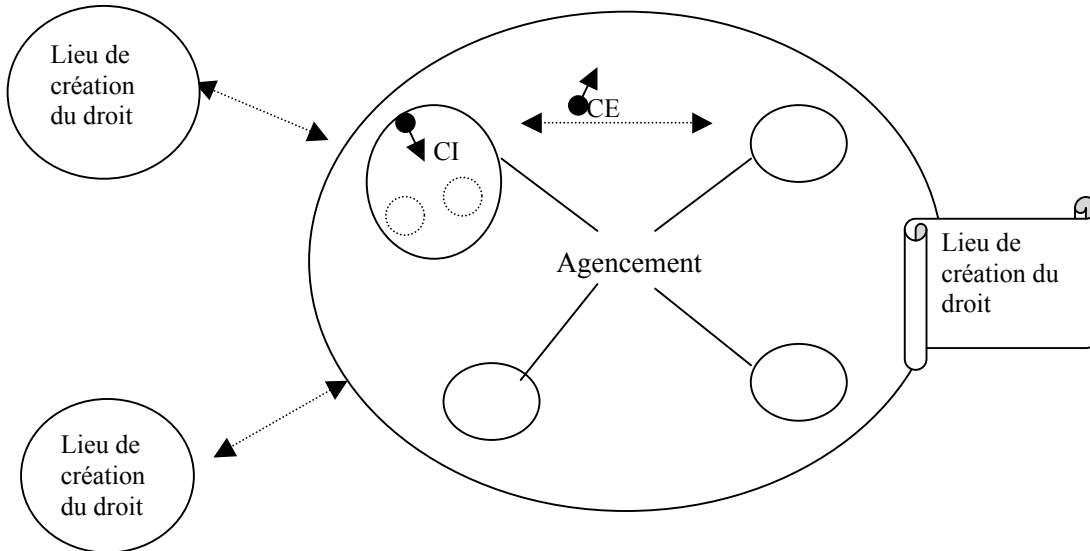 Lieu de
création
du droit
CE
CI
Agencement
Lieu de
création du
droit
Lieu de
création
du droit